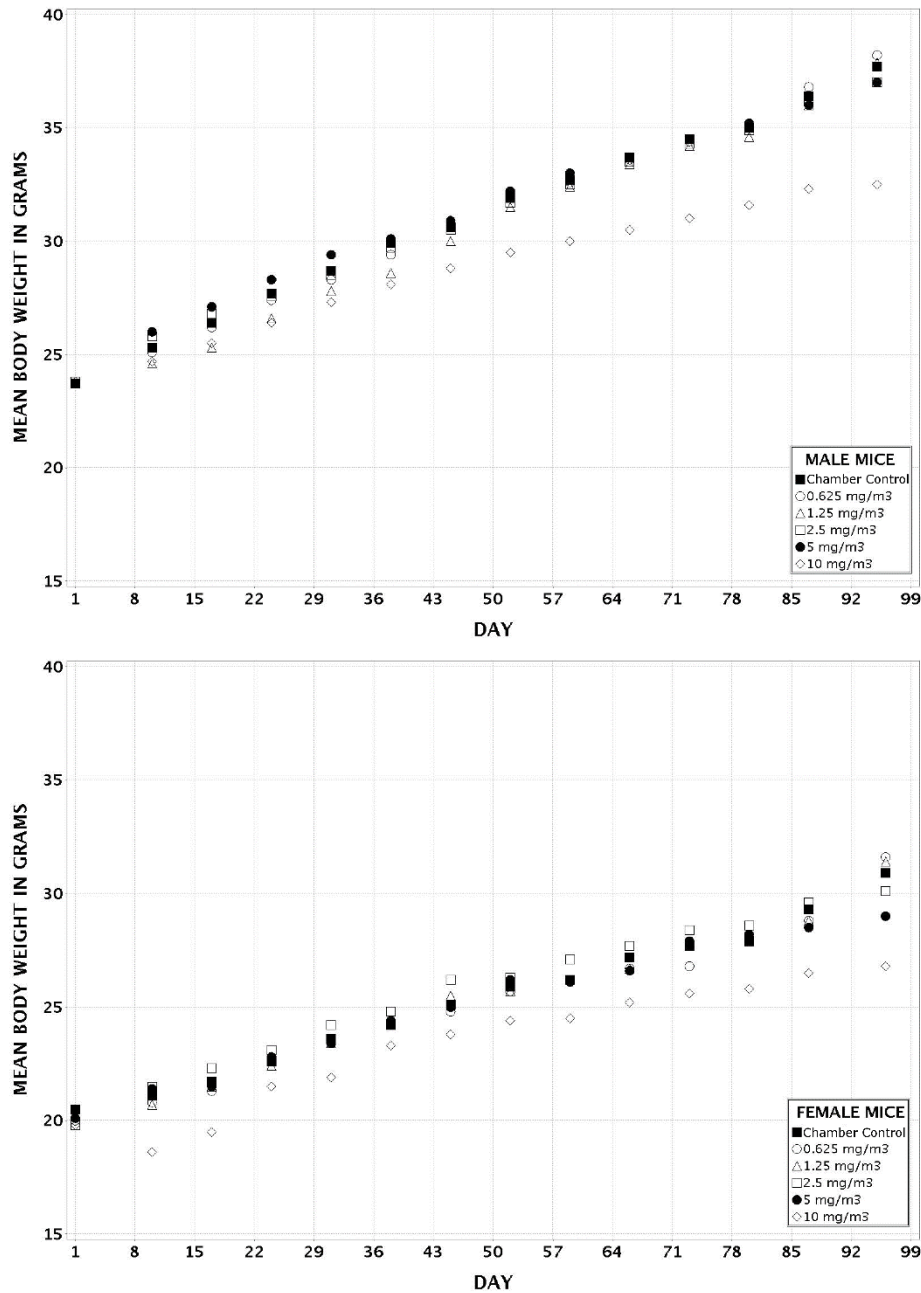 40
35
30
25
20
15
MEAN BODY WEIGHT IN GRAMS
MALE MICE
Chamber Control
0.625 mg/m3
1.25 mg/m3
2.5 mg/m3
5 mg/m3
10 mg/m3
1 8 15 22 29 36 43 50 57 64 71 78 85 92 99
DAY
40
35
30
25
20
15
MEAN BODY WEIGHT IN GRAMS
FEMALE MICE
Chamber Control
0.625 mg/m3
1.25 mg/m3
2.5 mg/m3
5 mg/m3
10 mg/m3
1 8 15 22 29 36 43 50 57 64 71 78 85 92 99
DAY